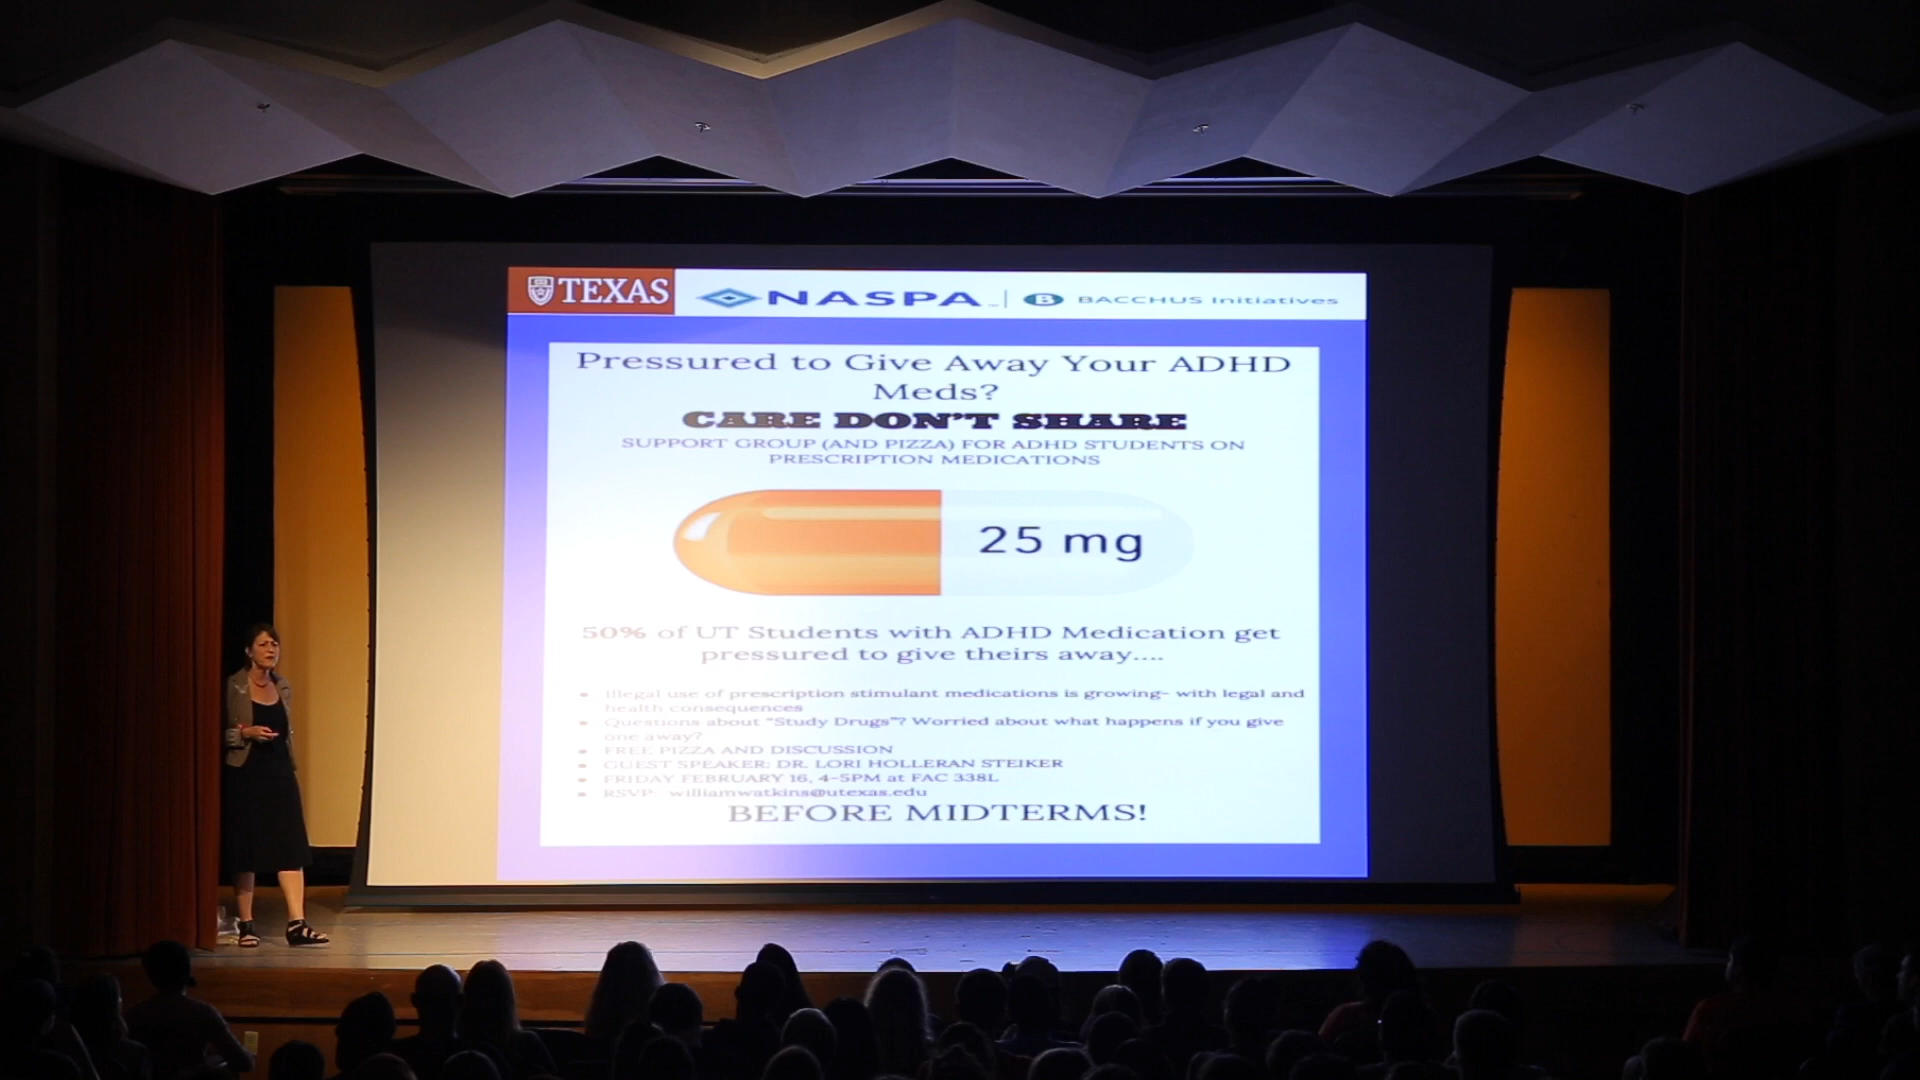 TEXAS NASPA | B BACCHUS Initiatives
Pressured to Give Away Your ADHD
Meds?
CARE DON'T SHARE
SUPPORT GROUP (AND PIZZA) FOR ADHD STUDENTS ON
PRESCRIPTION MEDICATIONS
25 mg
50% of UT Students with ADHD Medication get
pressured to give theirs away....
• Illegal use of prescription stimulant medications is growing- with legal and
health consequences
• Questions about "Study Drugs"? Worried about what happens if you give
one away?
• FREE PIZZA AND DISCUSSION
• GUEST SPEAKER: DR. LORI HOLLERAN STEIKER
• FRIDAY FEBRUARY 16, 4-5PM at FAC 338L
• RSVP: williamwatkins@utexas.edu
BEFORE MIDTERMS!